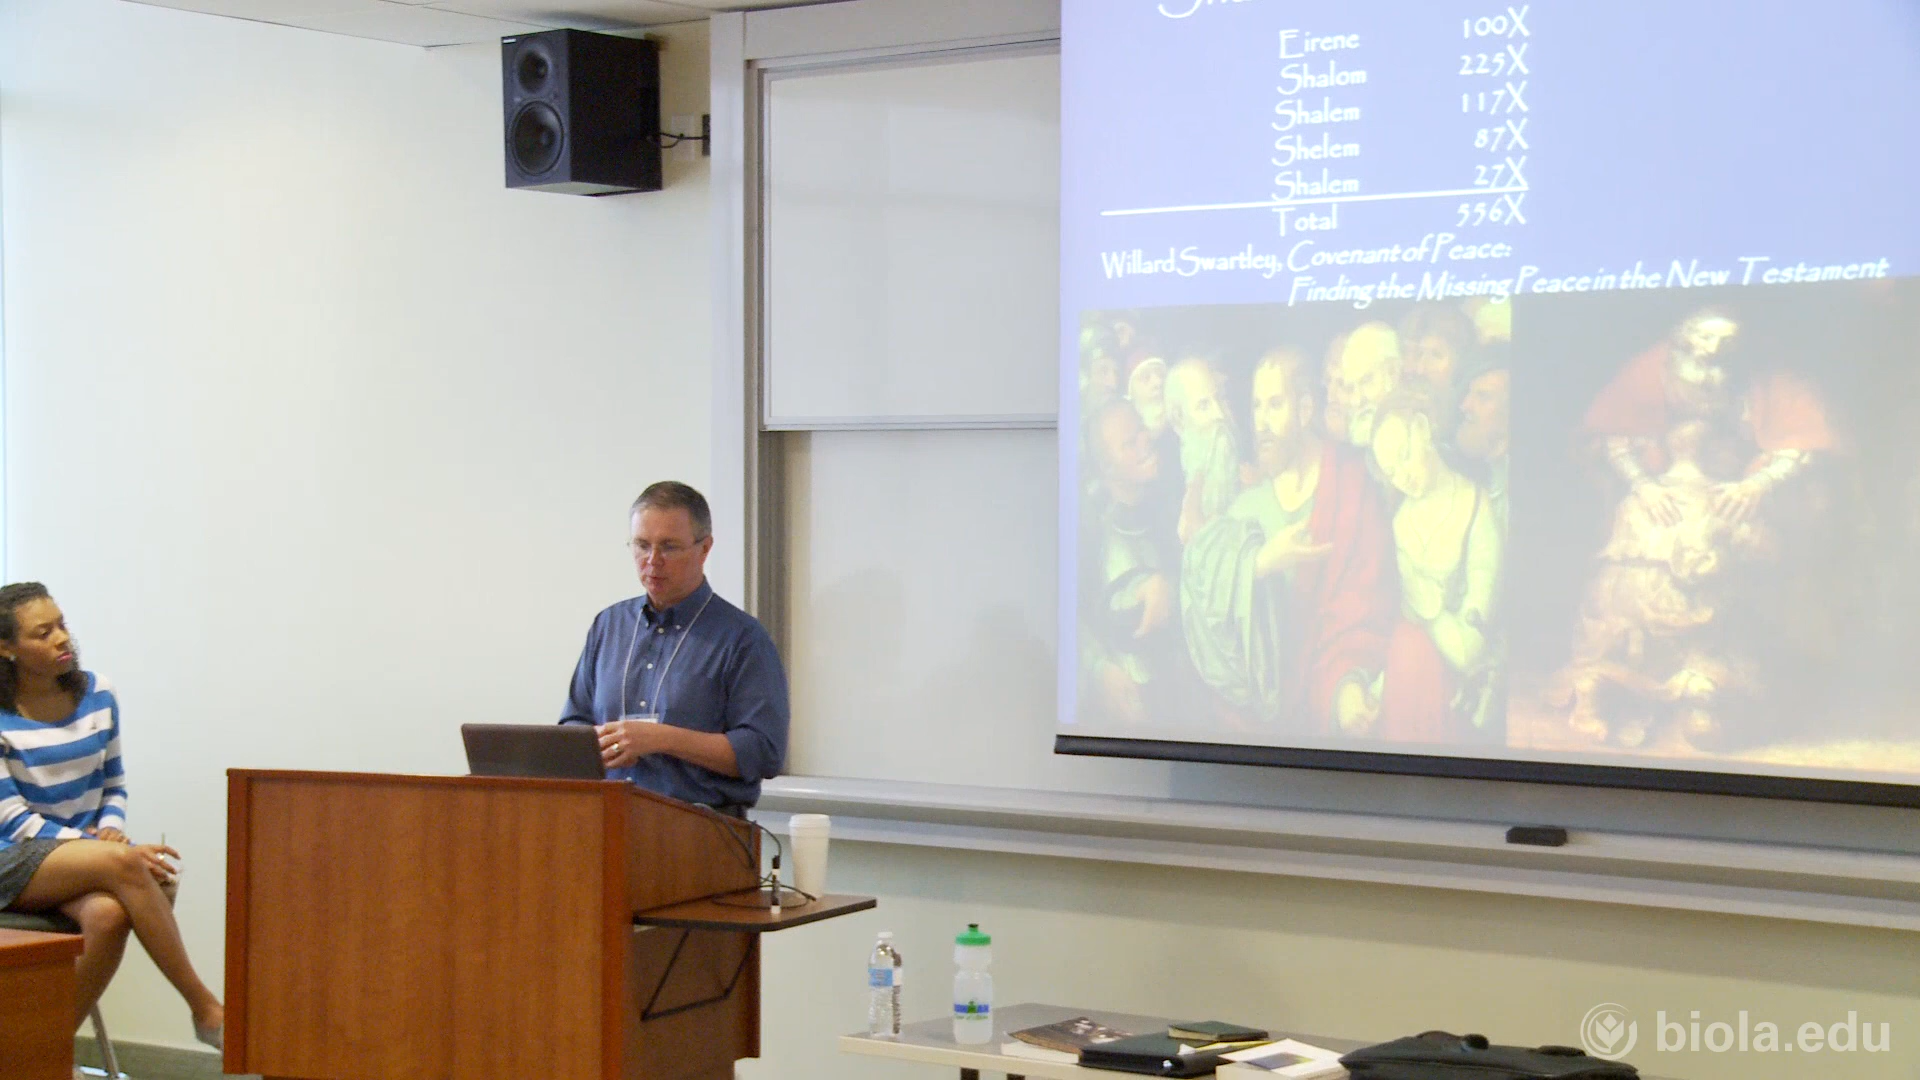 Eirene 100X
Shalom 225X
Shalem 117X
Shelem 87X
Shalem 27X
Total 556X
Willard Swartley, Covenant of Peace:
Finding the Missing Peace in the New Testament
biola.edu